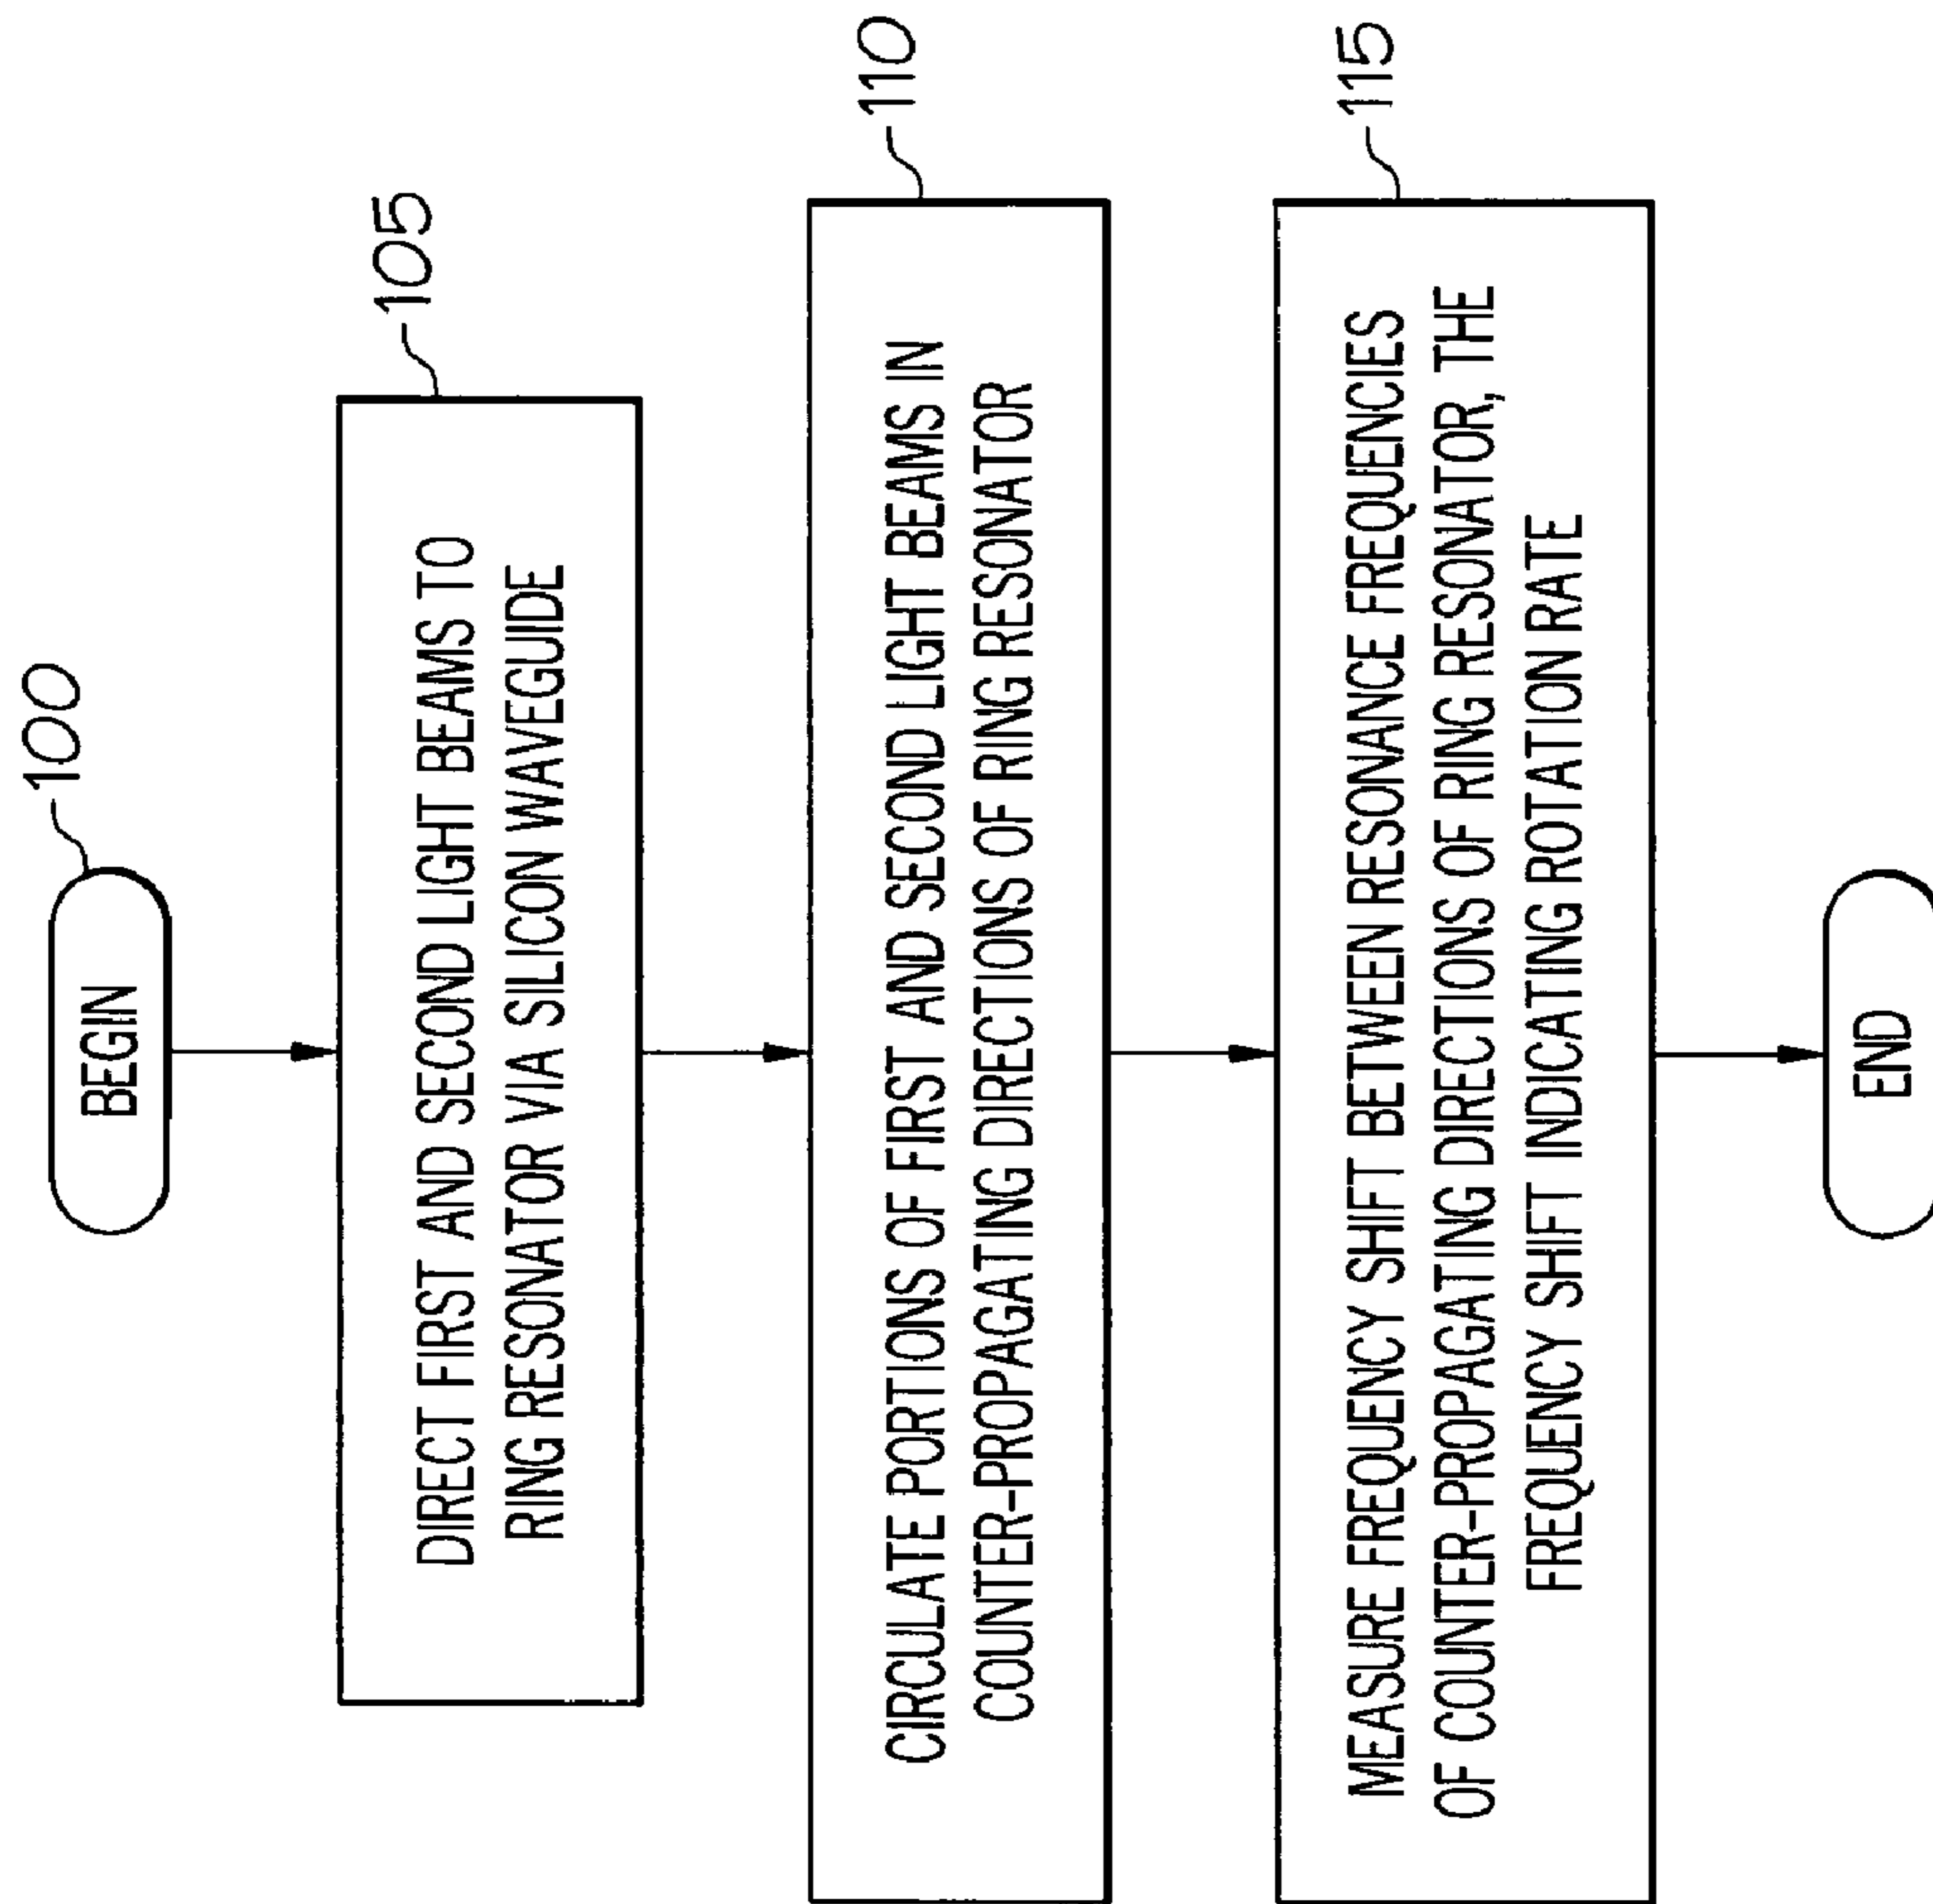 100
BEGIN
105
DIRECT FIRST AND SECOND LIGHT BEAMS TO
RING RESONATOR VIA SILICON WAVEGUIDE
110
CIRCULATE PORTIONS OF FIRST AND SECOND LIGHT BEAMS IN
COUNTER-PROPAGATING DIRECTIONS OF RING RESONATOR
115
MEASURE FREQUENCY SHIFT BETWEEN RESONANCE FREQUENCIES
OF COUNTER-PROPAGATING DIRECTIONS OF RING RESONATOR, THE
FREQUENCY SHIFT INDICATING ROTATION RATE
END